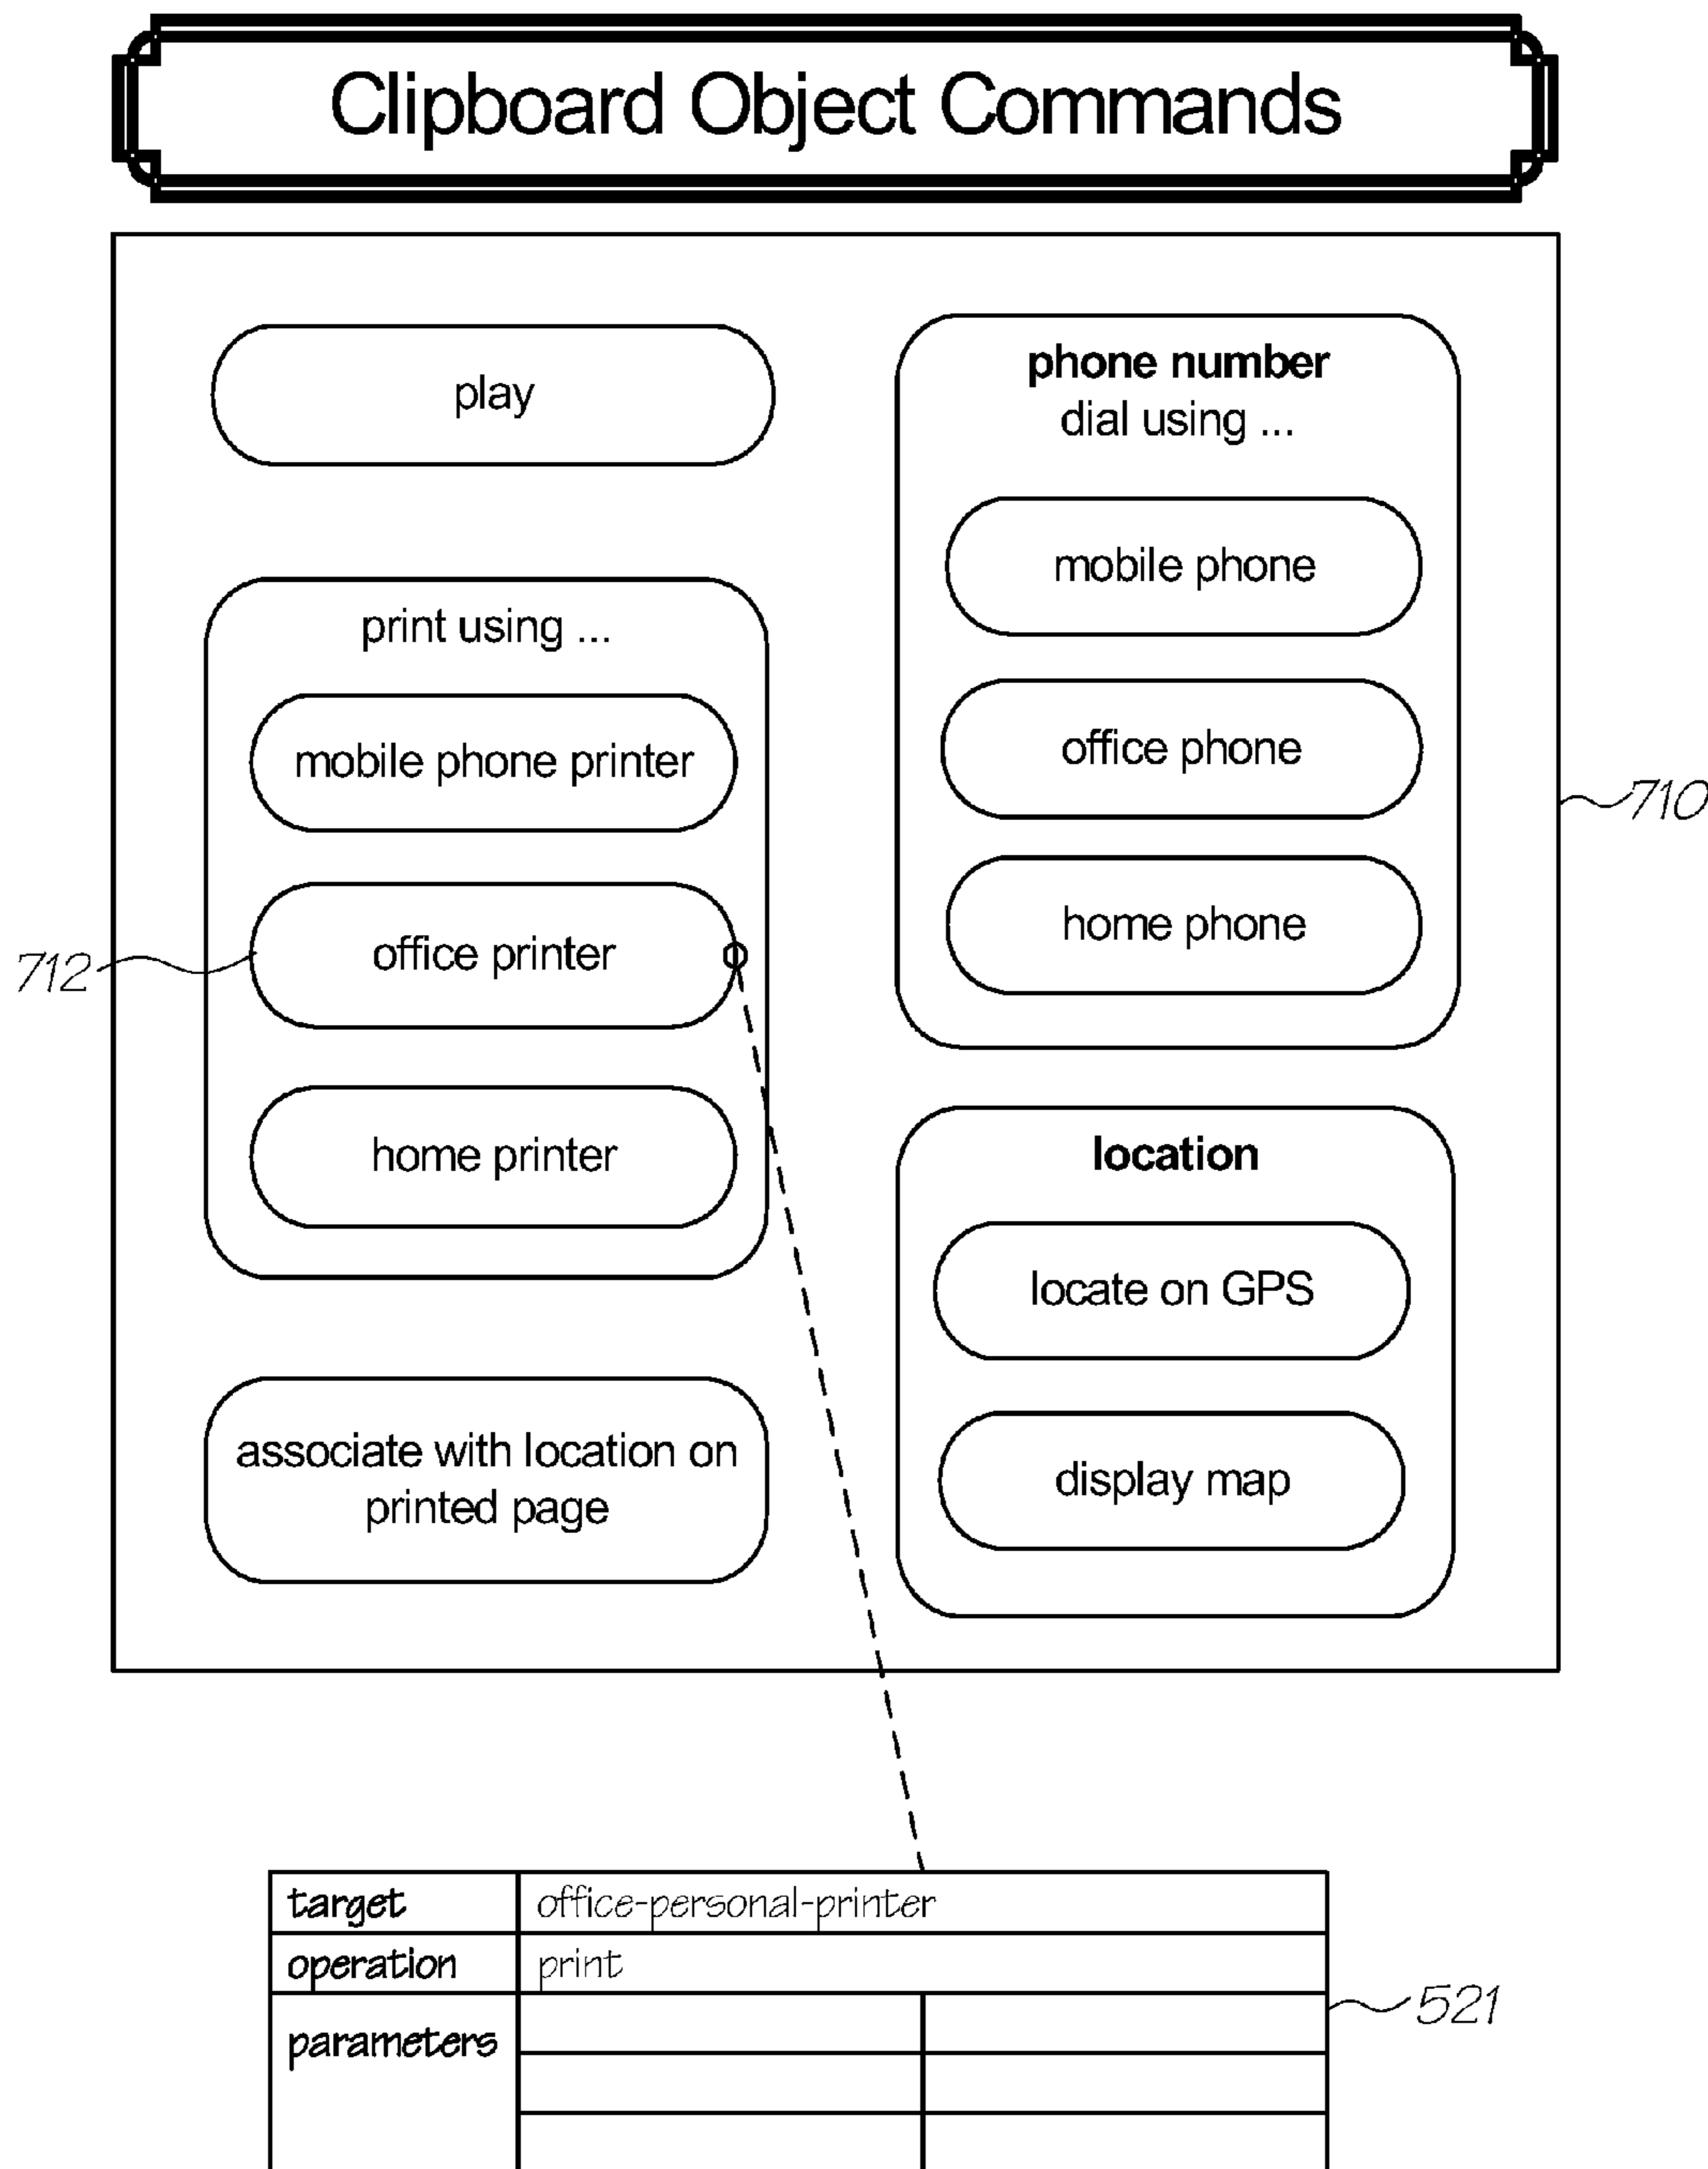 Clipboard Object Commands
play
print using ...
mobile phone printer
office printer
home printer
associate with location on
printed page
phone number
dial using ...
mobile phone
office phone
home phone
location
locate on GPS
display map
710
712
target office-personal-printer
operation print
parameters
521